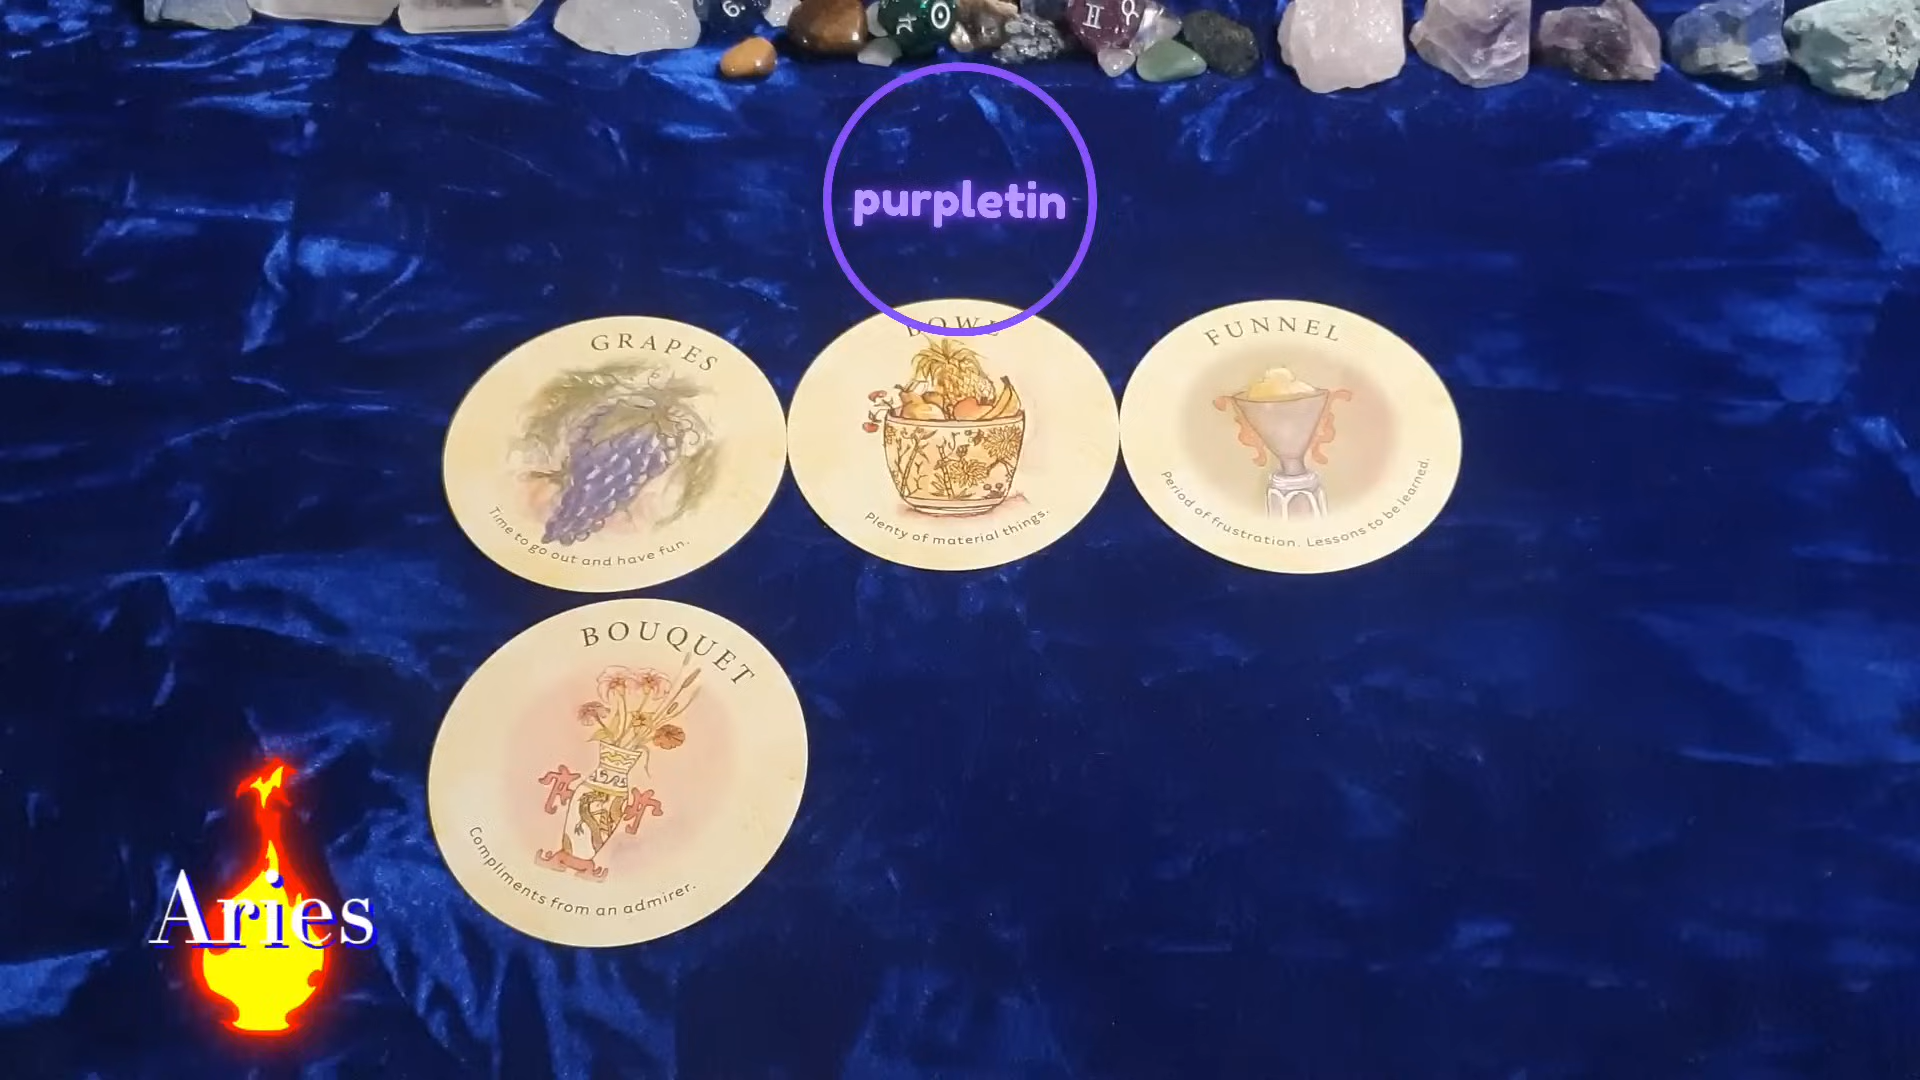 purpletin
GRAPES
Time to go out and have fun.
BOWL
Plenty of material things.
FUNNEL
Period of frustration. Lessons to be learned.
BOUQUET
Compliments from an admirer.
Aries